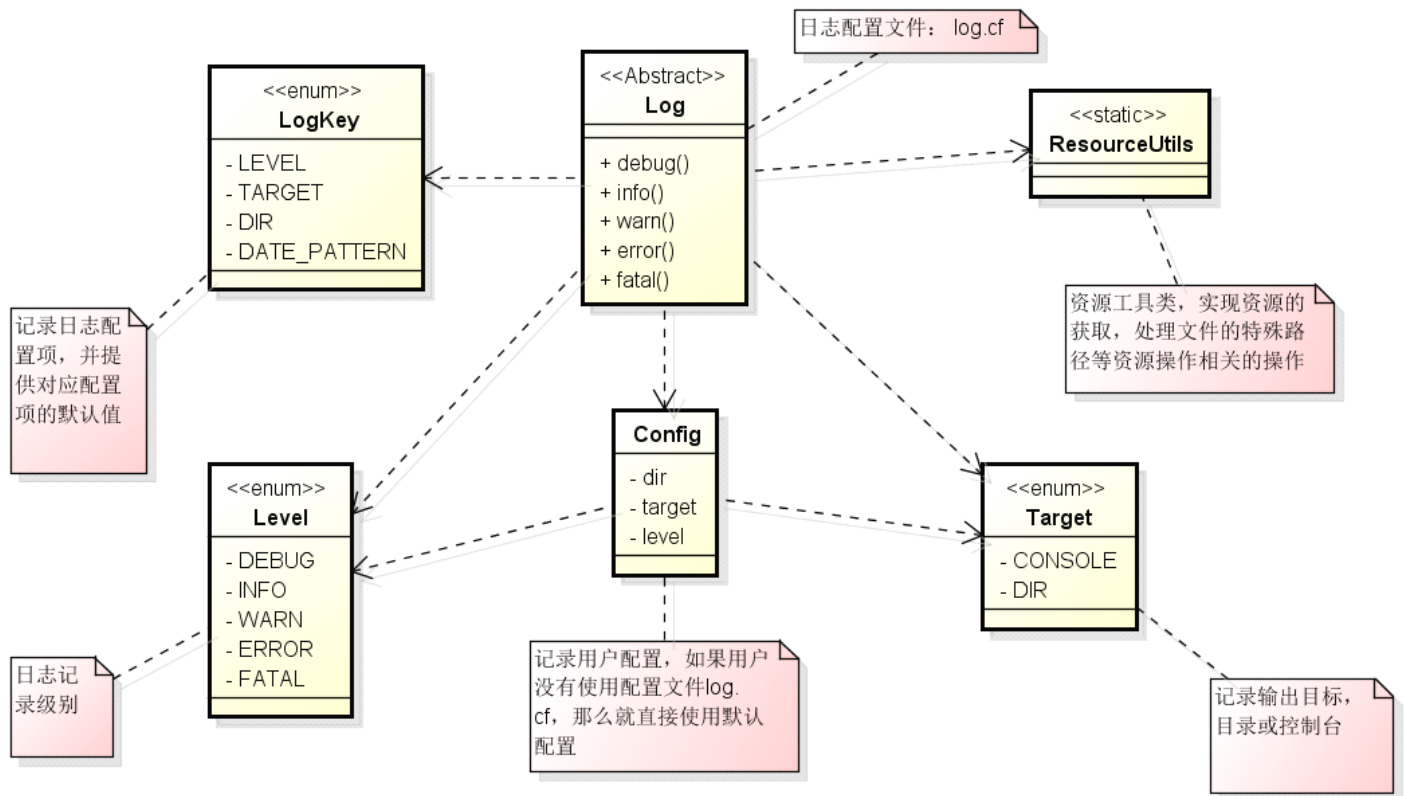 日志配置文件： log.cf
<<enum>>
LogKey
- LEVEL
- TARGET
- DIR
- DATE_PATTERN
<<Abstract>>
Log
+ debug()
+ info()
+ warn()
+ error()
+ fatal()
<<static>>
ResourceUtils
记录日志配
置项，并提
供对应配置
项的默认值
资源工具类，实现资源的
获取，处理文件的特殊路
径等资源操作相关的操作
<<enum>>
Level
- DEBUG
- INFO
- WARN
- ERROR
- FATAL
Config
- dir
- target
- level
<<enum>>
Target
- CONSOLE
- DIR
日志记
录级别
记录用户配置，如果用户
没有使用配置文件log.
cf，那么就直接使用默认
配置
记录输出目标，
目录或控制台